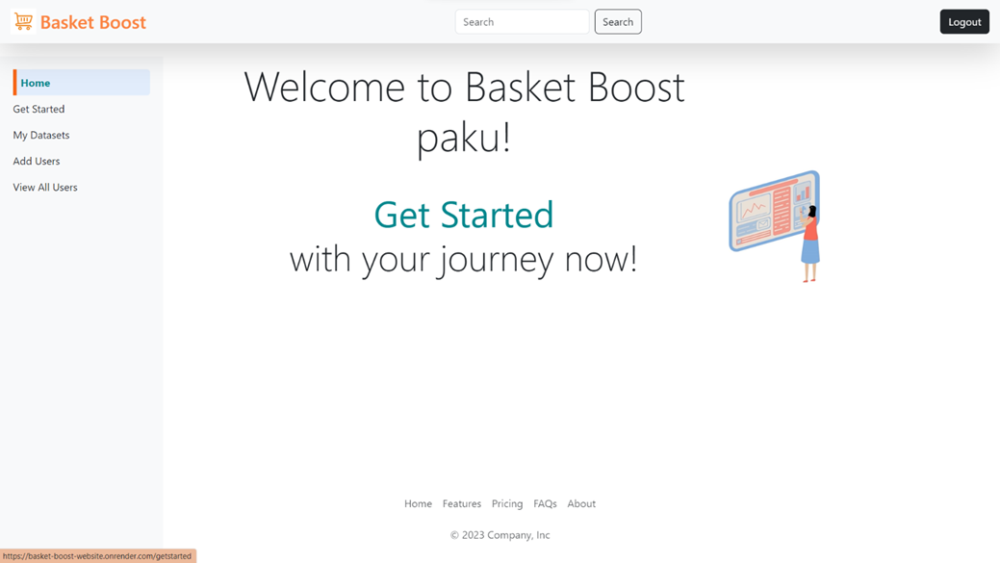 Basket Boost
Search
Search
Logout
Home
Get Started
My Datasets
Add Users
View All Users
Welcome to Basket Boost
paku!
Get Started
with your journey now!
Home Features Pricing FAQs About
© 2023 Company, Inc
https://basket-boost-website.onrender.com/getstarted